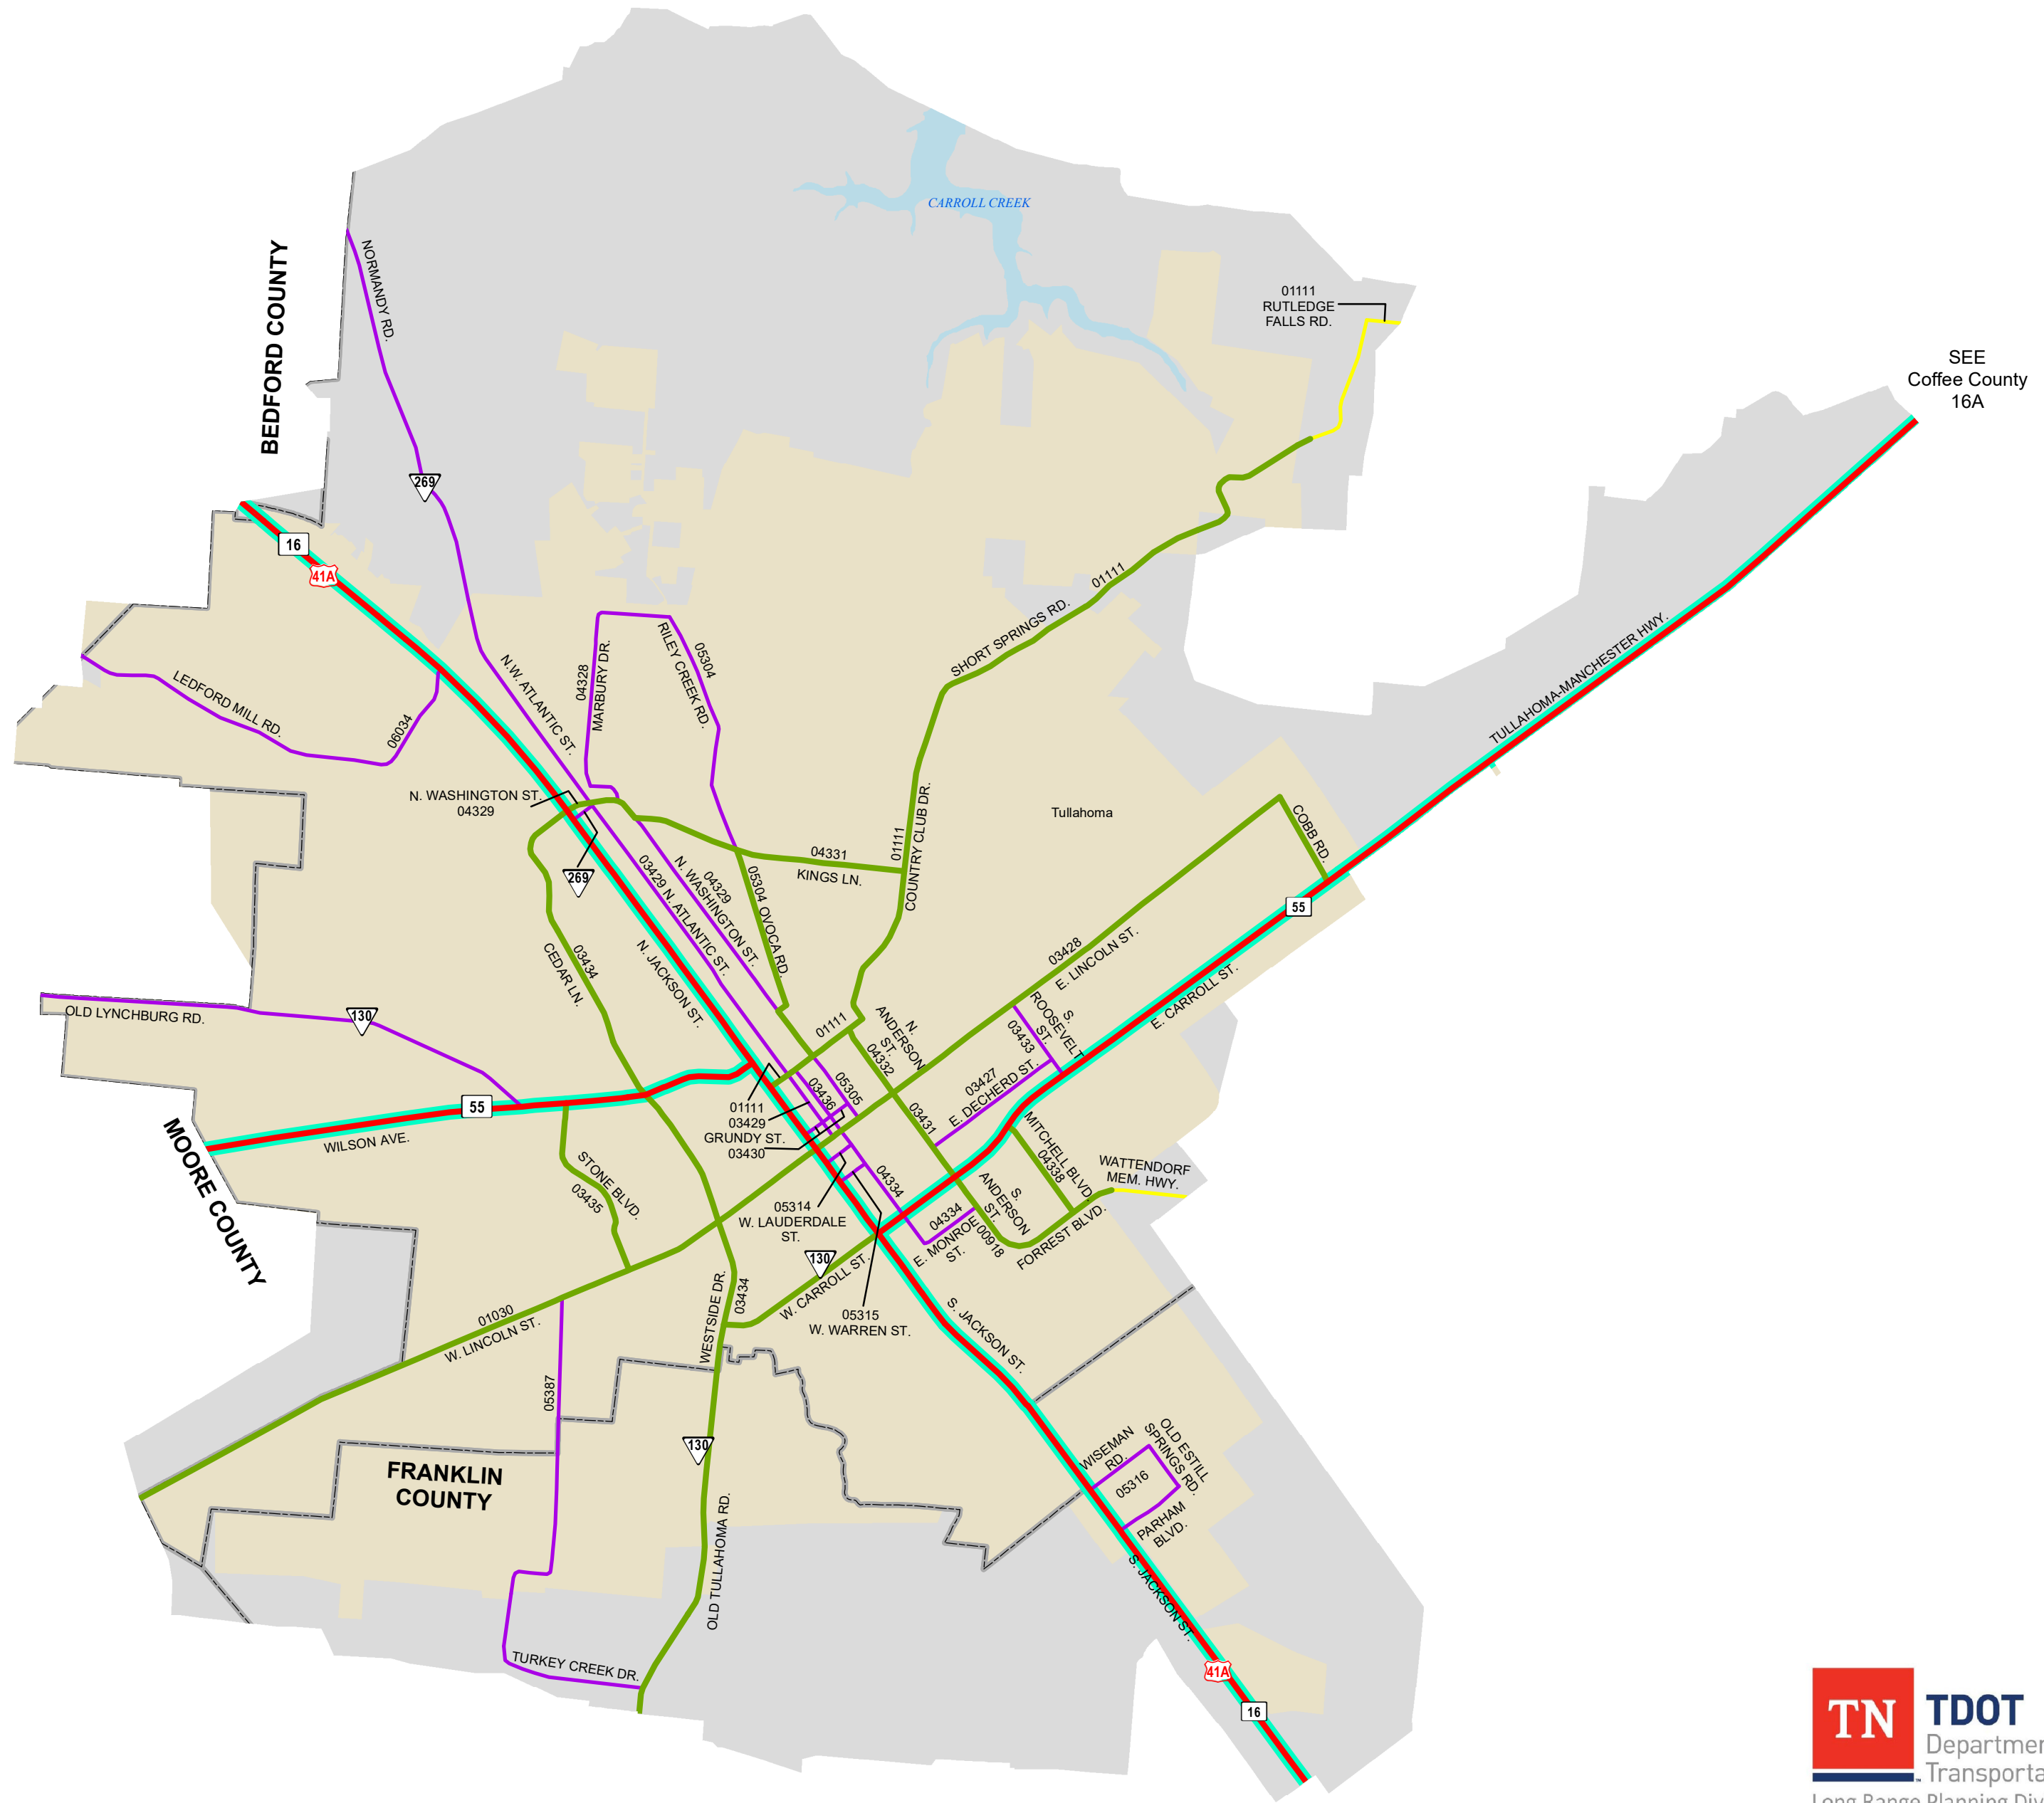 CARROLL CREEK
BEDFORD COUNTY
NORMANDY RD.
01111
RUTLEDGE
FALLS RD.
SEE
Coffee County
16A
269
16
41A
01111
SHORT SPRINGS RD.
TULLAHOMA-MANCHESTER HWY.
LEDFORD MILL RD.
06034
N.W. ATLANTIC ST.
04328
MARBURY DR.
RILEY CREEK RD.
05304
N. WASHINGTON ST.
04329
269
Tullahoma
COBB RD.
04331
KINGS LN.
01111
COUNTRY CLUB DR.
03429 N. ATLANTIC ST.
04329
N. WASHINGTON ST.
05304 OVOCA RD.
55
03434
CEDAR LN.
N. JACKSON ST.
03428
E. LINCOLN ST.
E. CARROLL ST.
OLD LYNCHBURG RD.
130
01111
N.
ANDERSON
ST.
04332
S.
ROOSEVELT
ST.
03433
03427
E. DECHERD ST.
03431
55
WILSON AVE.
MOORE COUNTY
01111
03429
GRUNDY ST.
03430
03436
05305
STONE BLVD.
03435
MITCHELL BLVD.
04338
WATTENDORF
MEM. HWY.
04334
05314
W. LAUDERDALE
ST.
S.
ANDERSON
ST.
00918
04334
E. MONROE
ST.
FORREST BLVD.
130
W. CARROLL ST.
05315
W. WARREN ST.
01030
W. LINCOLN ST.
WESTSIDE DR.
03434
S. JACKSON ST.
05387
FRANKLIN
COUNTY
130
OLD TULLAHOMA RD.
WISEMAN
RD.
OLD ESTILL
SPRINGS RD.
05316
PARHAM
BLVD.
S. JACKSON ST.
TURKEY CREEK DR.
41A
16
TN
TDOT
Departmen
Transporta
Long Range Planning Div